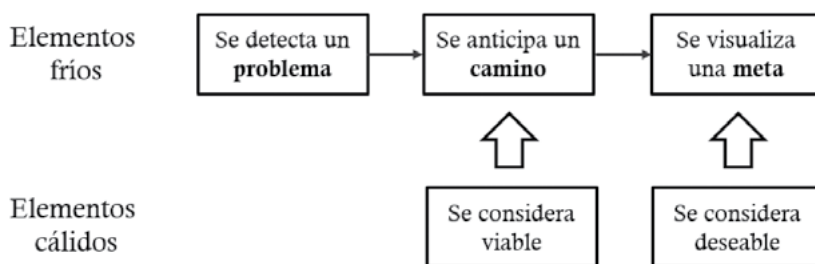 Elementos
fríos
Se detecta un
problema
Se anticipa un
camino
Se visualiza
una meta
Elementos
cálidos
Se considera
viable
Se considera
deseable